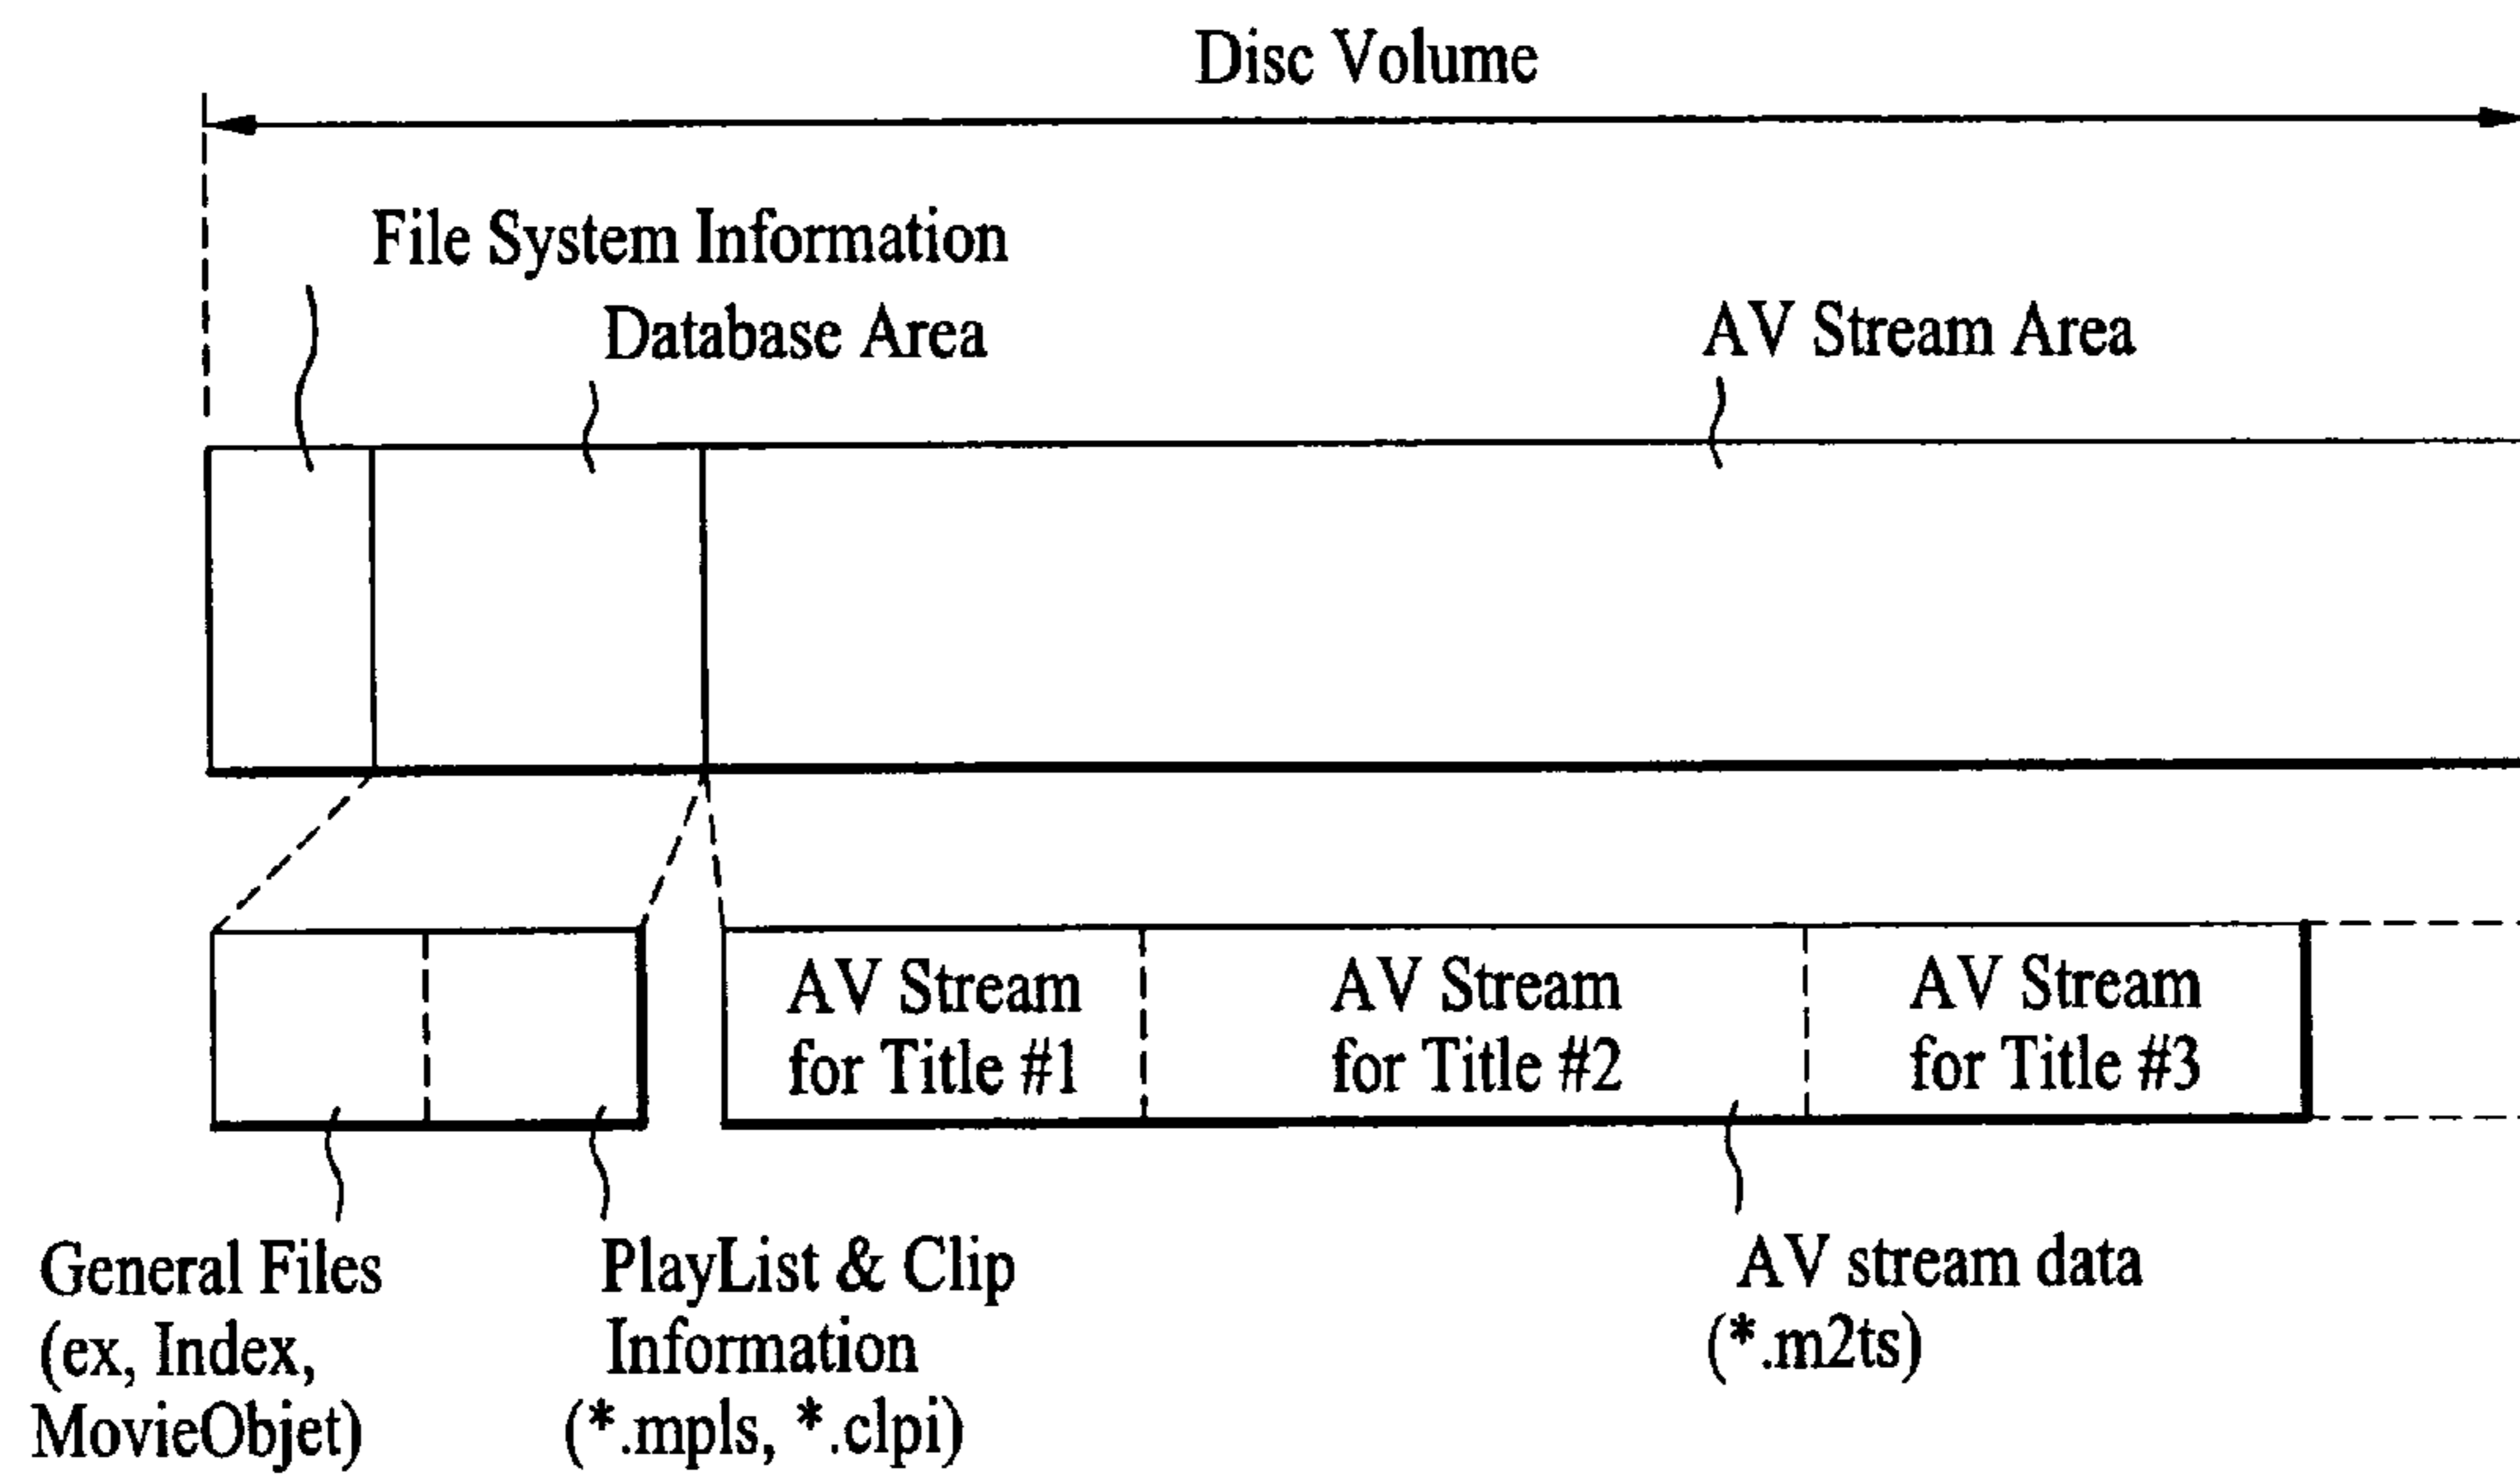 Disc Volume
File System Information
Database Area
AV Stream Area
AV Stream
for Title #1
AV Stream
for Title #2
AV Stream
for Title #3
General Files
(ex, Index,
MovieObjet)
PlayList & Clip
Information
(*.mpls, *.clpi)
AV stream data
(*.m2ts)